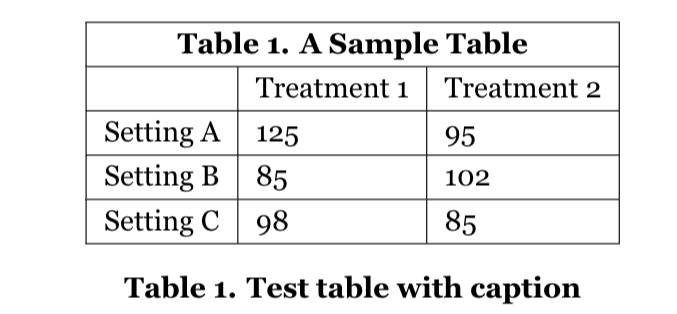 Table 1. A Sample Table
Treatment 1 Treatment 2
Setting A 125 95
Setting B 85 102
Setting C 98 85
Table 1. Test table with caption